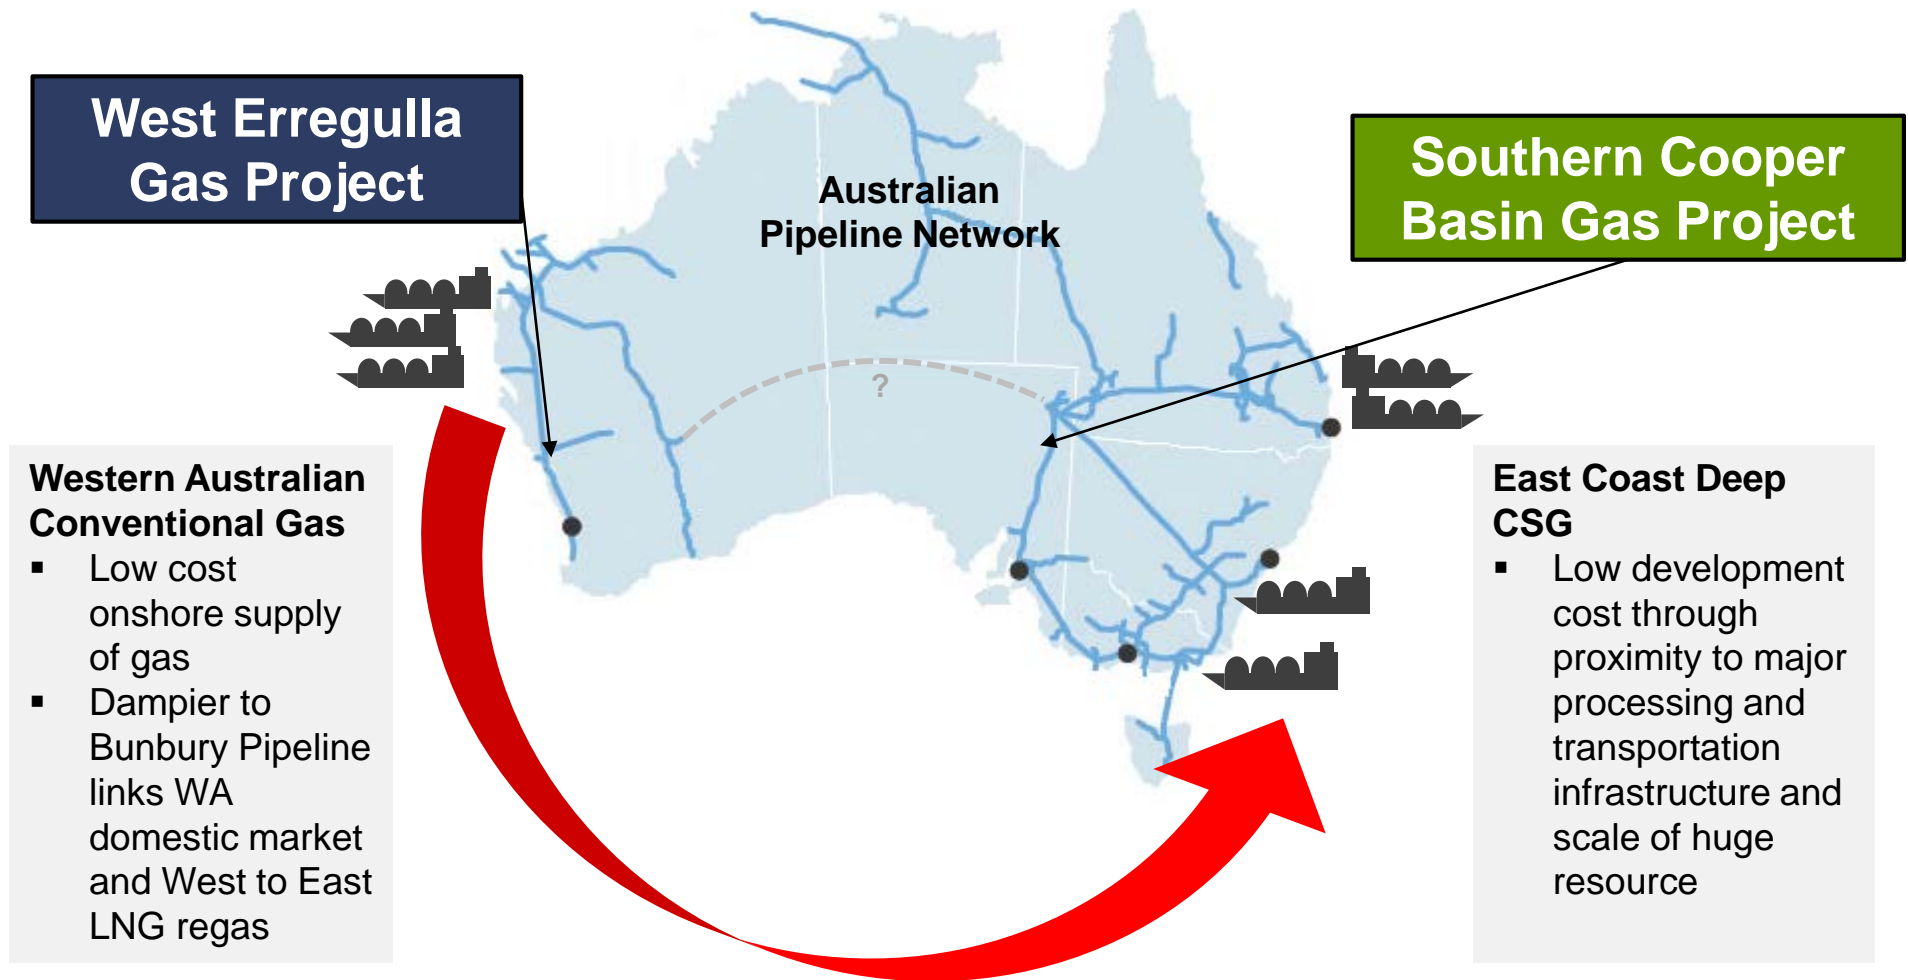 West Erregulla
Gas Project
Australian
Pipeline Network
Southern Cooper
Basin Gas Project
?
Western Australian
Conventional Gas
▪ Low cost
onshore supply
of gas
▪ Dampier to
Bunbury Pipeline
links WA
domestic market
and West to East
LNG regas
East Coast Deep
CSG
▪ Low development
cost through
proximity to major
processing and
transportation
infrastructure and
scale of huge
resource